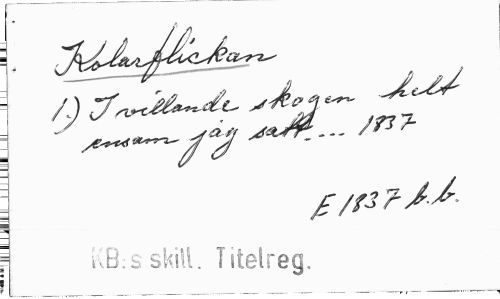 Kolarflickan
1.) I villande skogen helt
ensam jag satt.... 1837
E 1837 b.b.
KB:s skill. Titelreg.